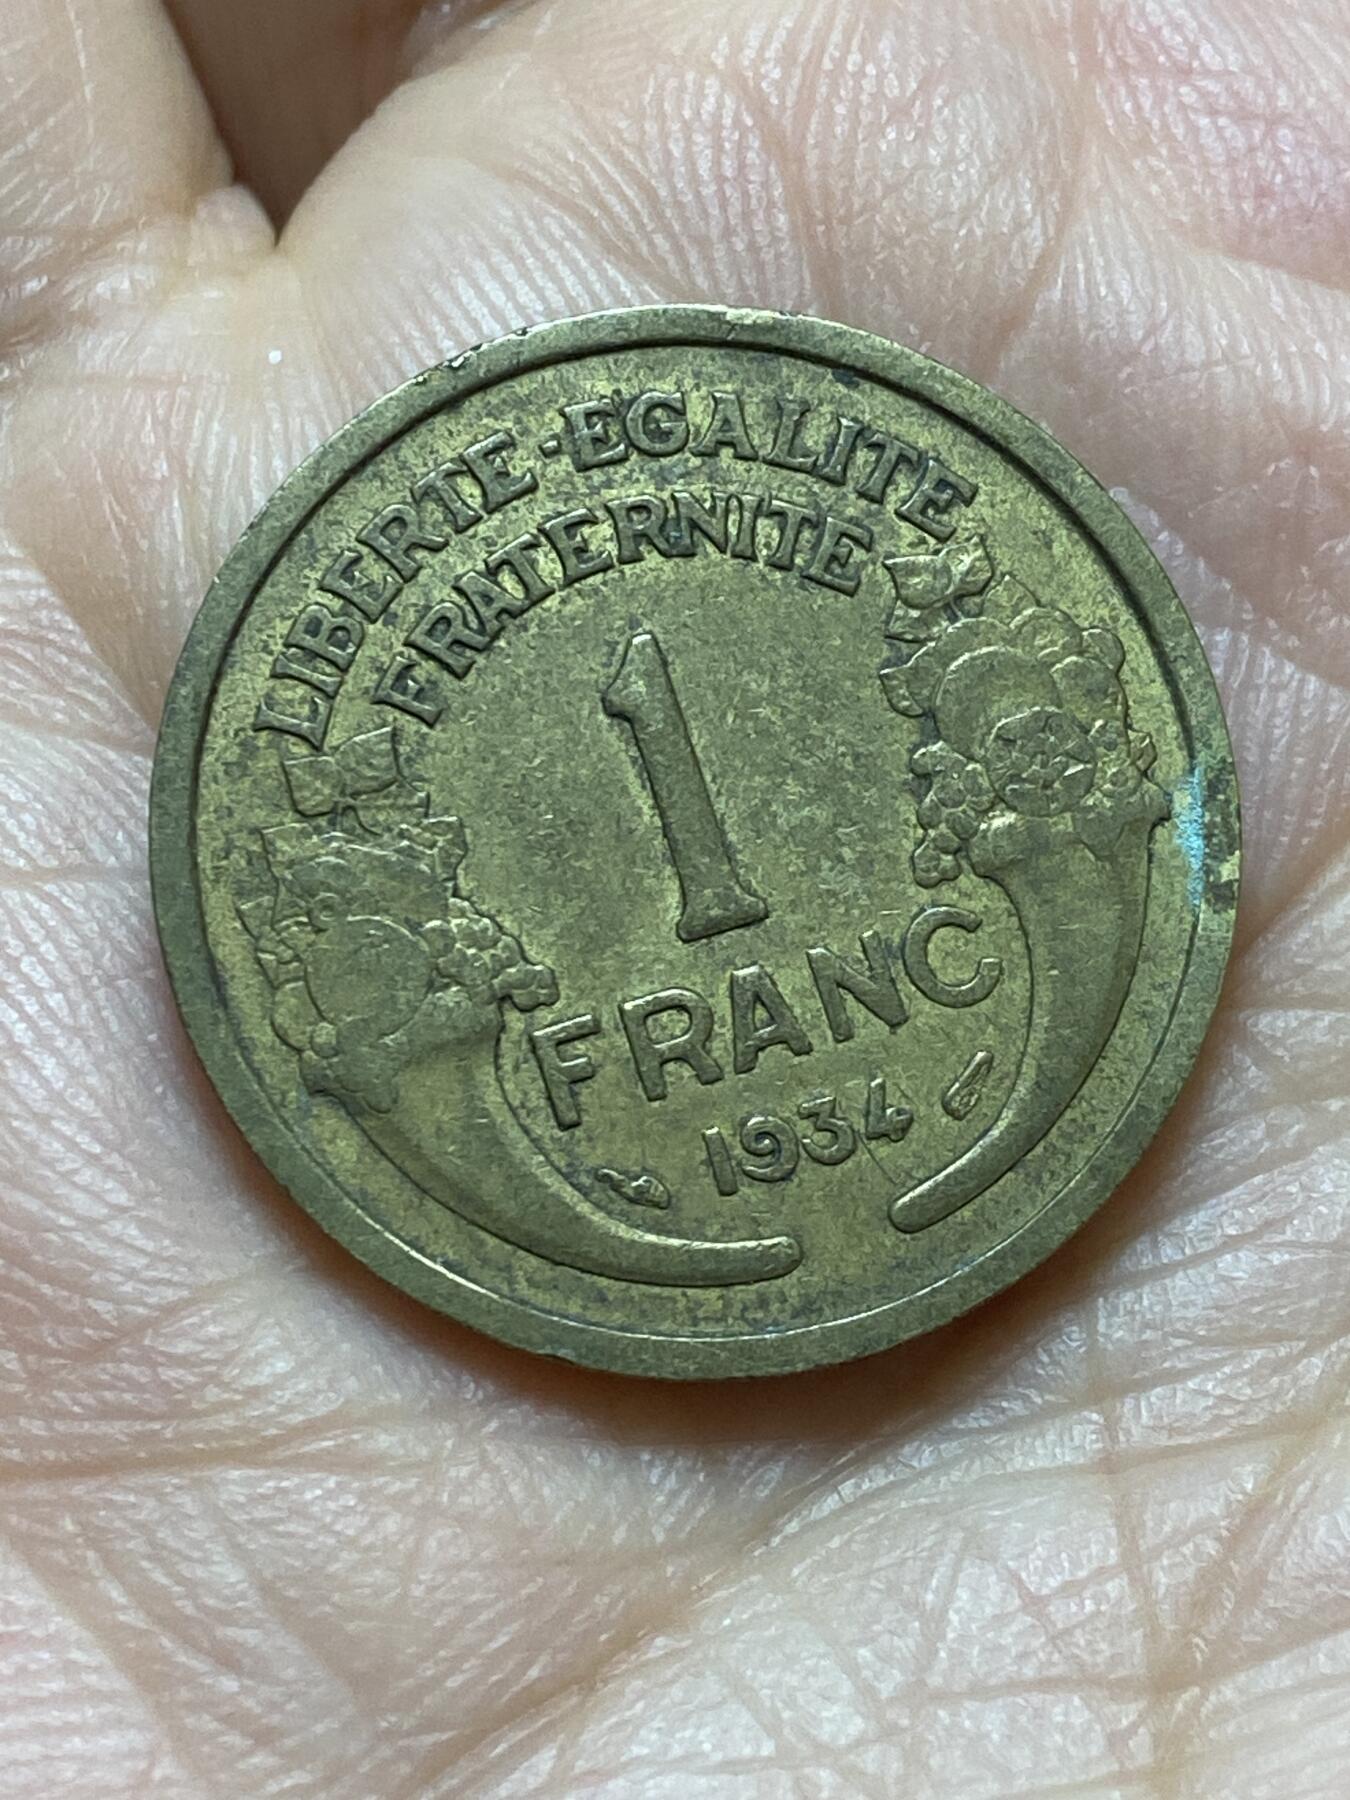 LIBERTE·EGALITE
FRATERNITE
1
FRANC
1934